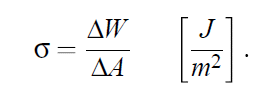 σ = ΔW / ΔA [J / m²].